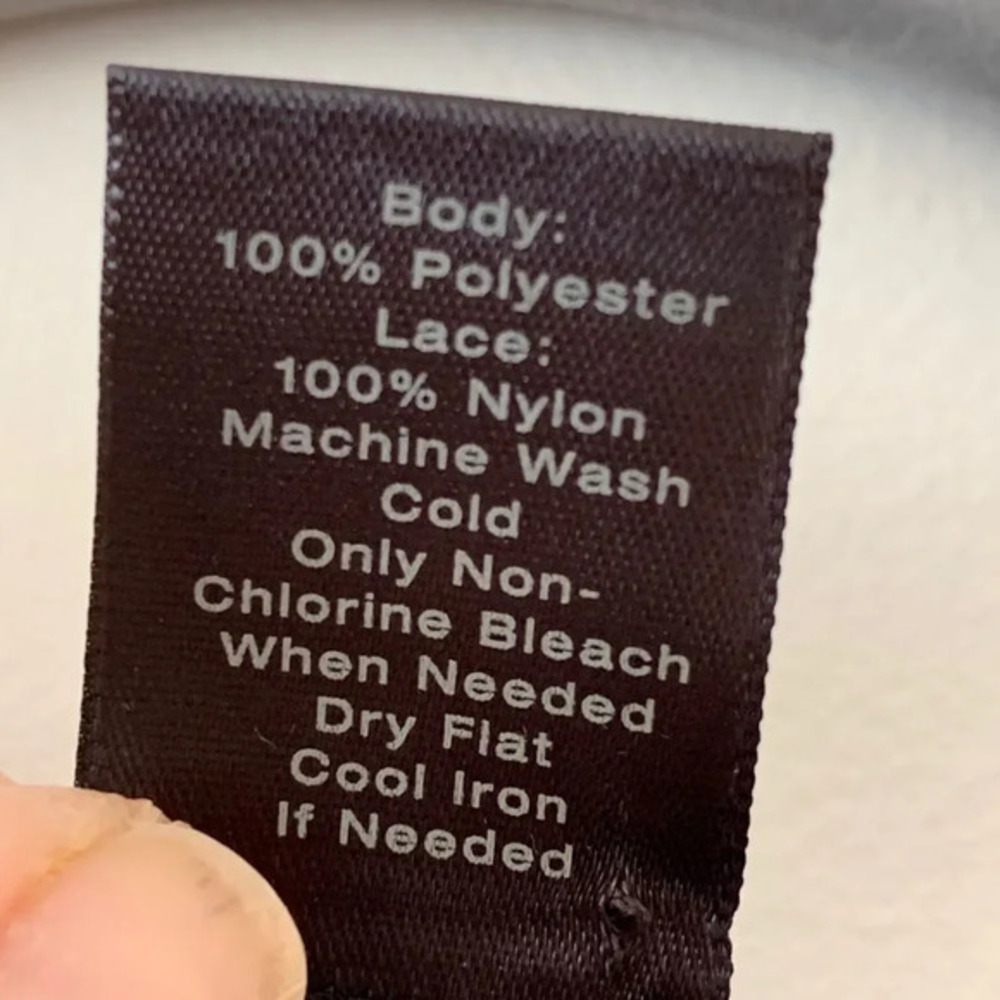 Body:
100% Polyester
Lace:
100% Nylon
Machine Wash
Cold
Only Non-
Chlorine Bleach
When Needed
Dry Flat
Cool Iron
If Needed